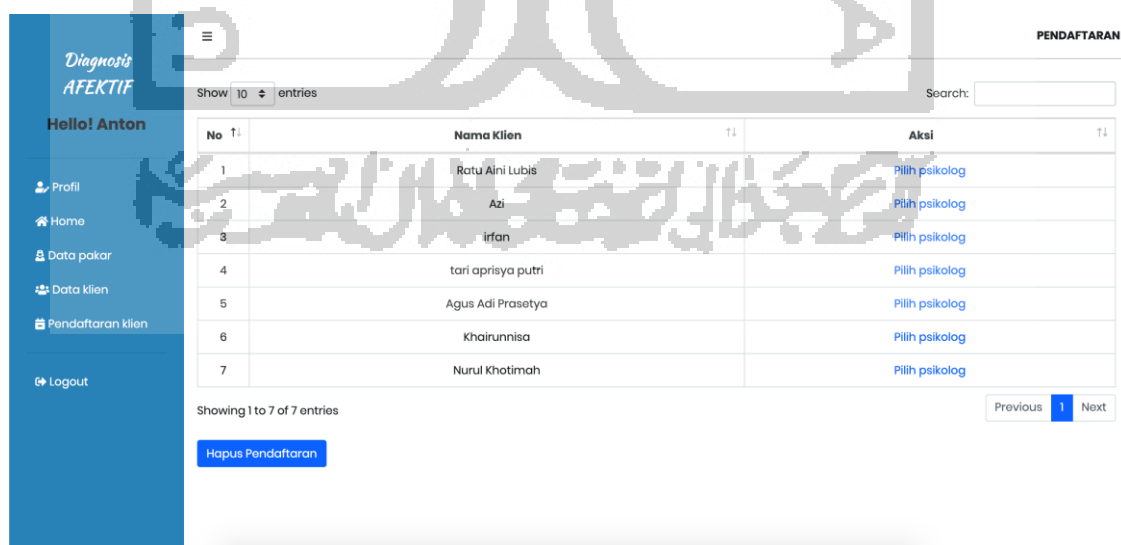 Diagnosis
AFEKTIF
Hello! Anton
Profil
Home
Data pakar
Data klien
Pendaftaran klien
Logout
PENDAFTARAN
Show 10 entries
Search:
No Nama Klien Aksi
1 Ratu Aini Lubis Pilih psikolog
2 Azi Pilih psikolog
3 irfan Pilih psikolog
4 tari aprisya putri Pilih psikolog
5 Agus Adi Prasetya Pilih psikolog
6 Khairunnisa Pilih psikolog
7 Nurul Khotimah Pilih psikolog
Showing 1 to 7 of 7 entries
Previous 1 Next
Hapus Pendaftaran